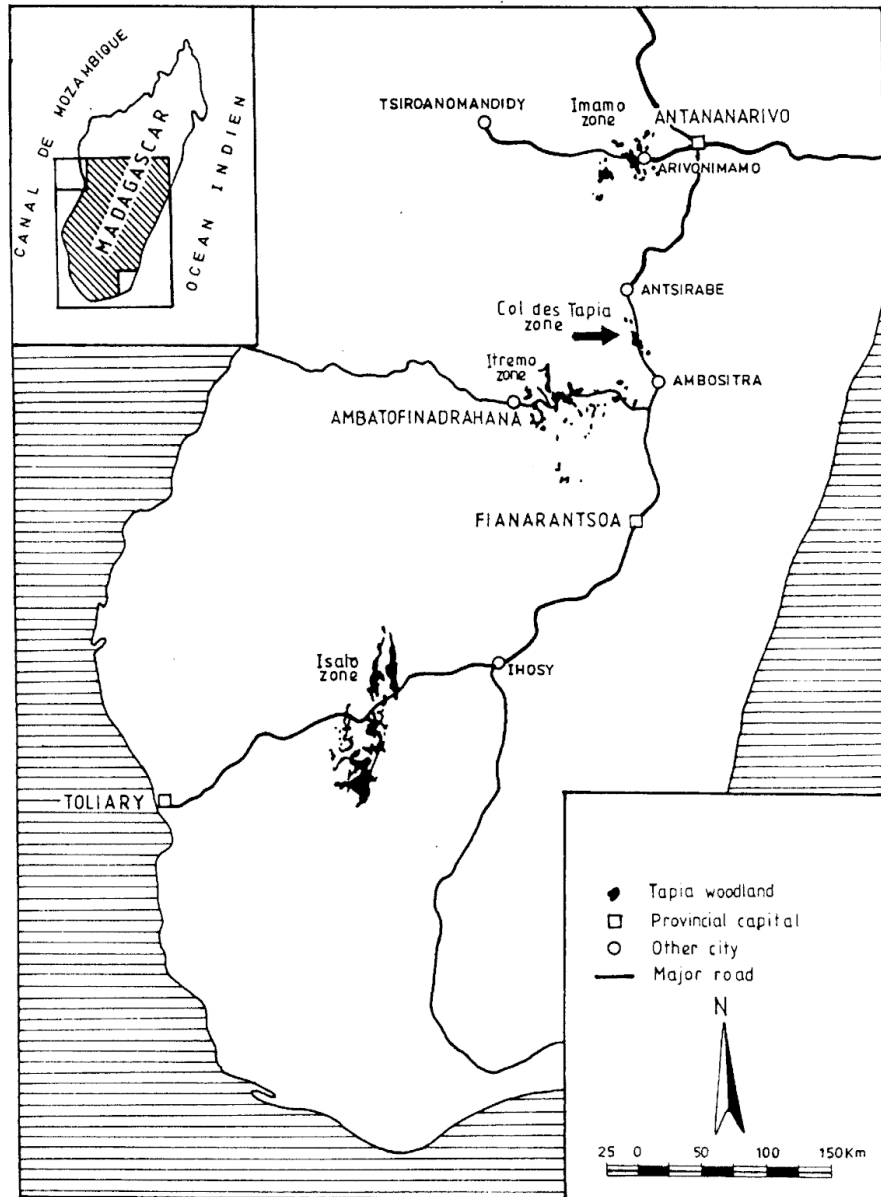 CANAL DE MOZAMBIQUE
MADAGASCAR
OCEAN INDIEN
TSIROANOMANDIDY
Imamo
zone
ANTANANARIVO
ARIVONIMAMO
ANTSIRABE
Col des Tapia
zone
Itremo
zone
AMBOSITRA
AMBATOFINADRAHANA
FIANARANTSOA
Isalo
zone
IHOSY
TOLIARY
Tapia woodland
Provincial capital
Other city
Major road
N
25 0 50 100 150Km